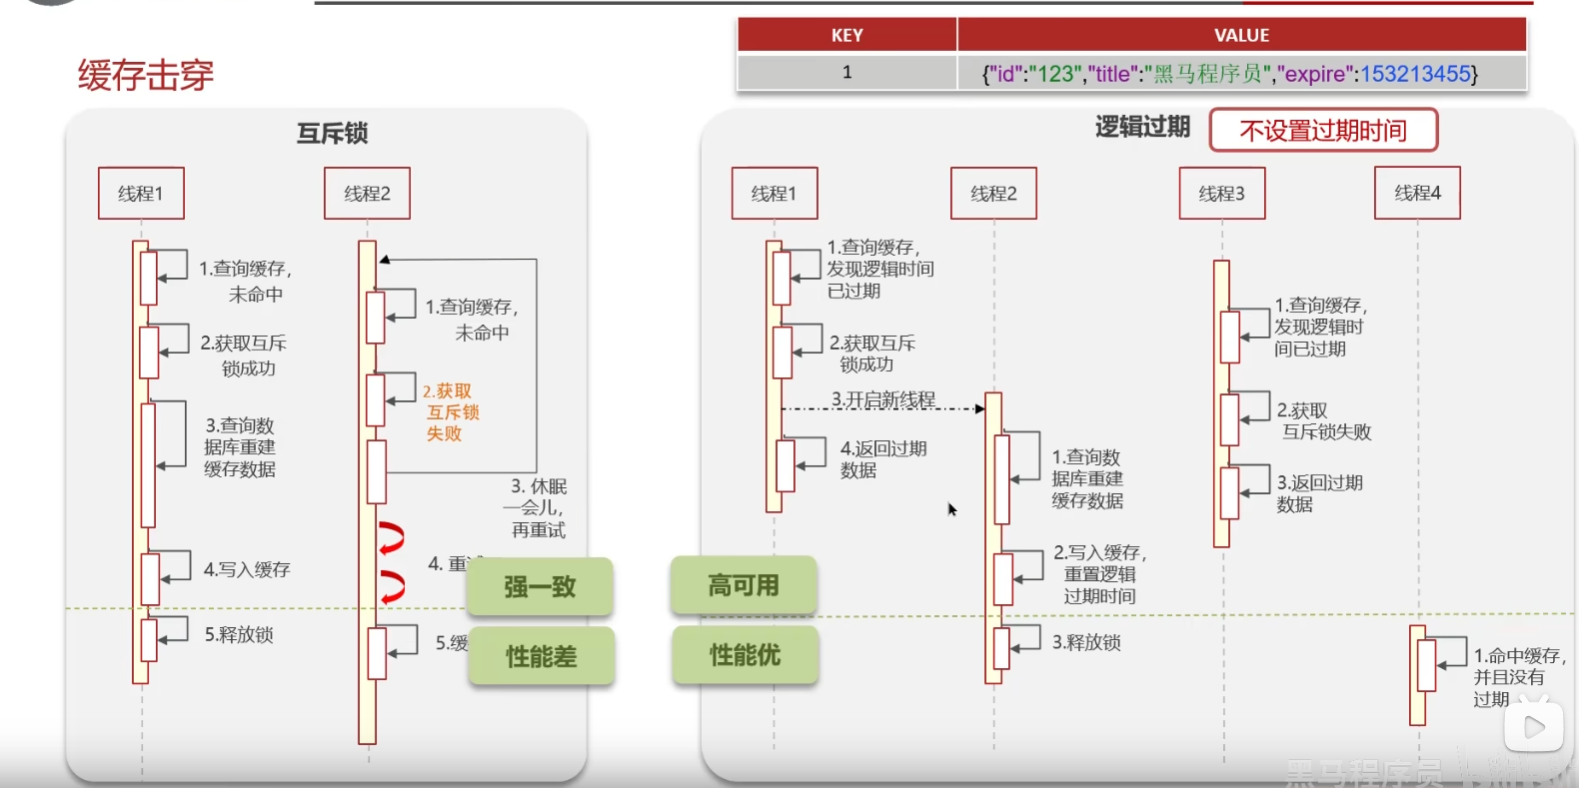 KEY
VALUE
1
{"id":"123","title":"黑马程序员","expire":153213455}
缓存击穿
互斥锁
线程1
线程2
1.查询缓存，
未命中
2.获取互斥
锁成功
3.查询数
据库重建
缓存数据
4.写入缓存
5.释放锁
1.查询缓存，
未命中
2.获取
互斥锁
失败
3. 休眠
一会儿，
再重试
4. 重
5.缓
强一致
性能差
逻辑过期
不设置过期时间
线程1
线程2
线程3
线程4
1.查询缓存，
发现逻辑时间
已过期
2.获取互斥
锁成功
3.开启新线程
4.返回过期
数据
1.查询数
据库重建
缓存数据
2.写入缓存，
重置逻辑
过期时间
3.释放锁
1.查询缓存，
发现逻辑时
间已过期
2.获取
互斥锁失败
3.返回过期
数据
1.命中缓存，
并且没有
过期
高可用
性能优
黑马程序员